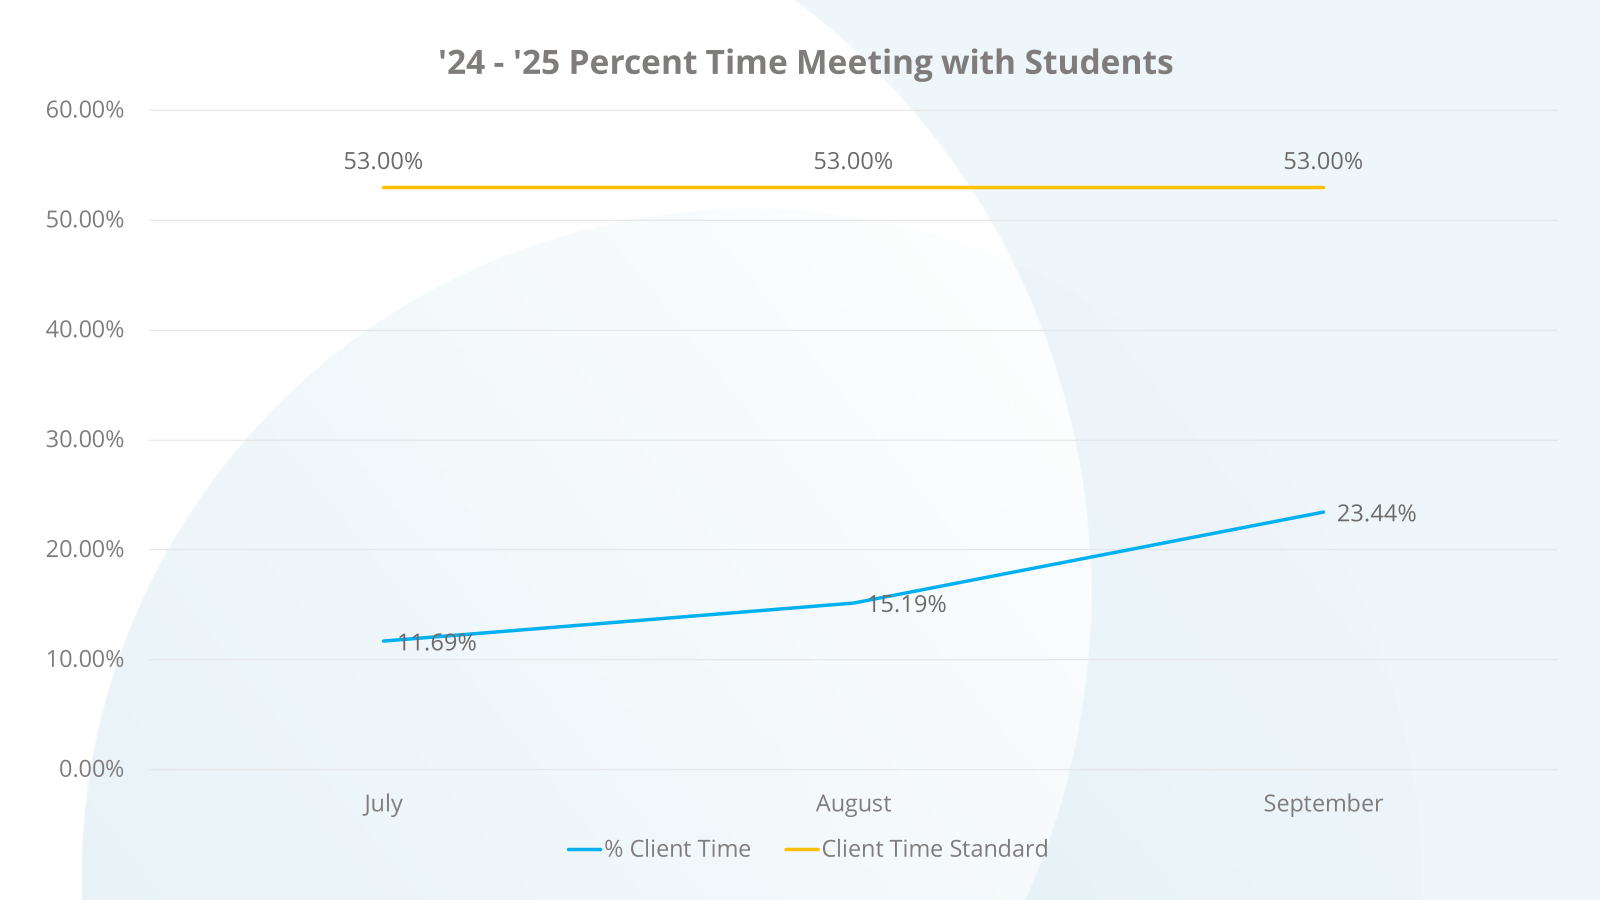 '24 - '25 Percent Time Meeting with Students
60.00%
53.00% 53.00% 53.00%
50.00%
40.00%
30.00%
23.44%
20.00%
15.19%
11.69%
10.00%
0.00%
July August September
% Client Time Client Time Standard